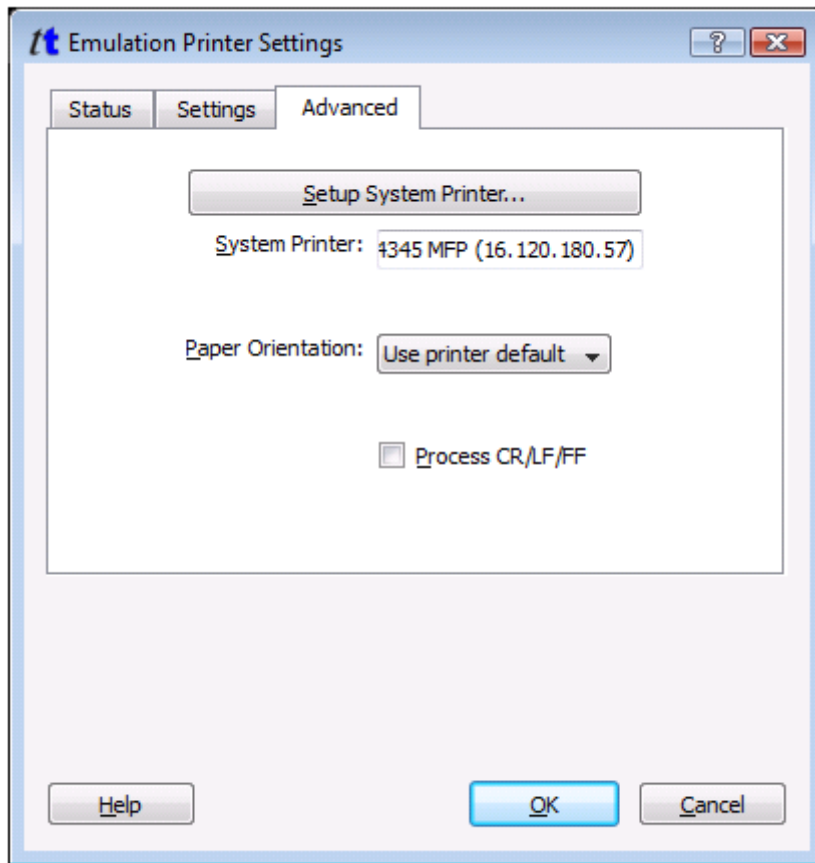 tt Emulation Printer Settings
?
Status Settings Advanced
Setup System Printer...
System Printer: 4345 MFP (16.120.180.57)
Paper Orientation: Use printer default
Process CR/LF/FF
Help OK Cancel